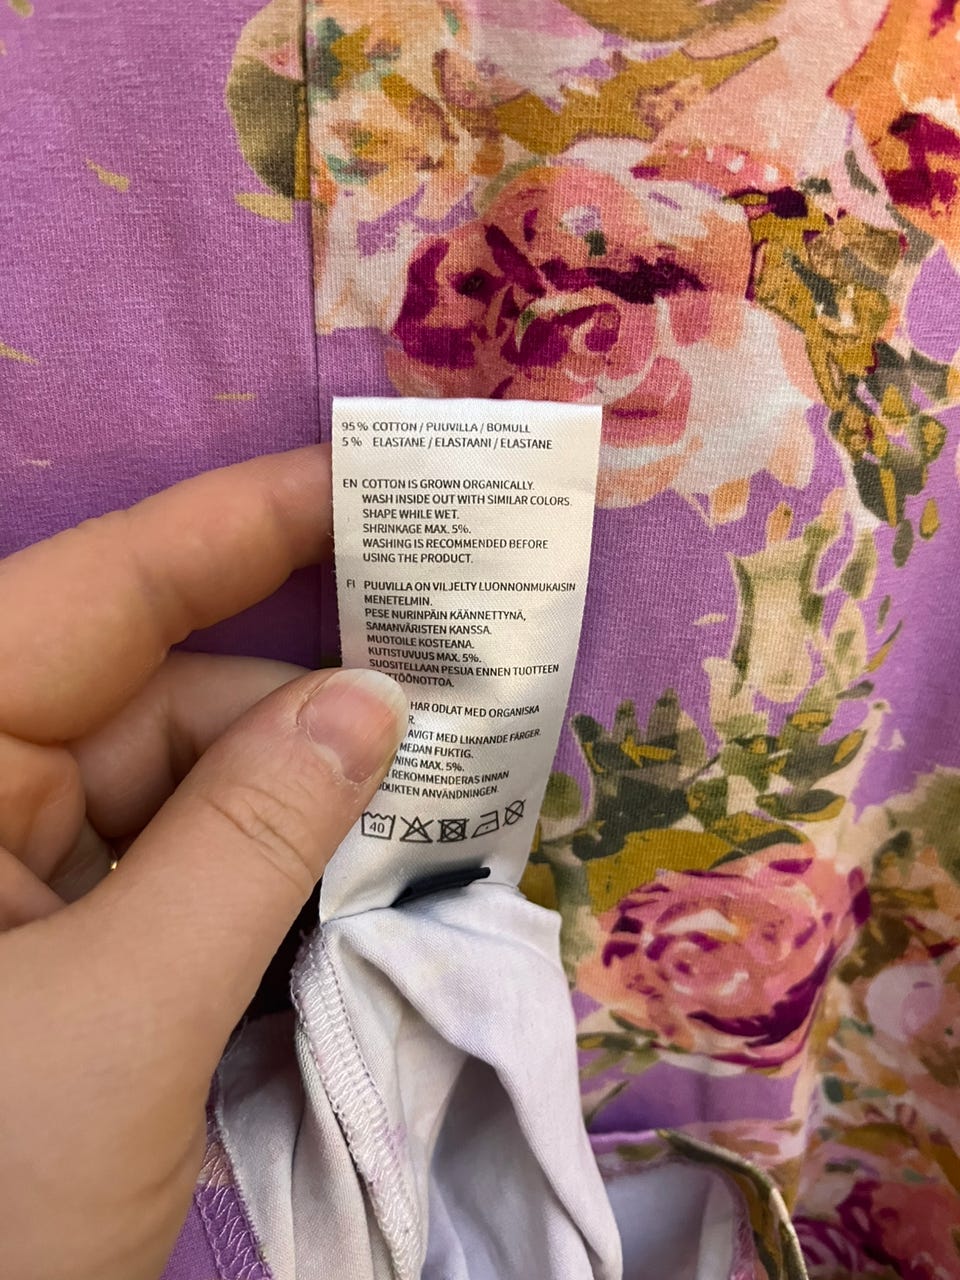 95 % COTTON / PUUVILLA / BOMULL
5 % ELASTANE / ELASTAANI / ELASTANE
EN COTTON IS GROWN ORGANICALLY.
WASH INSIDE OUT WITH SIMILAR COLORS.
SHAPE WHILE WET.
SHRINKAGE MAX. 5%.
WASHING IS RECOMMENDED BEFORE
USING THE PRODUCT.
FI PUUVILLA ON VILJELTY LUONNONMUKAISIN
MENETELMIN.
PESE NURINPÄIN KÄÄNNETTYNÄ,
SAMANVÄRISTEN KANSSA.
MUOTOILE KOSTEANA.
KUTISTUVUUS MAX. 5%.
SUOSITELLAAN PESUA ENNEN TUOTTEEN
HAR ODLAT MED ORGANISKA
MED LIKNANDE FÄRGER.
MEDAN FUKTIG.
MAX. 5%.
REKOMMENDERAS INNAN
ANVÄNDNINGEN.
40